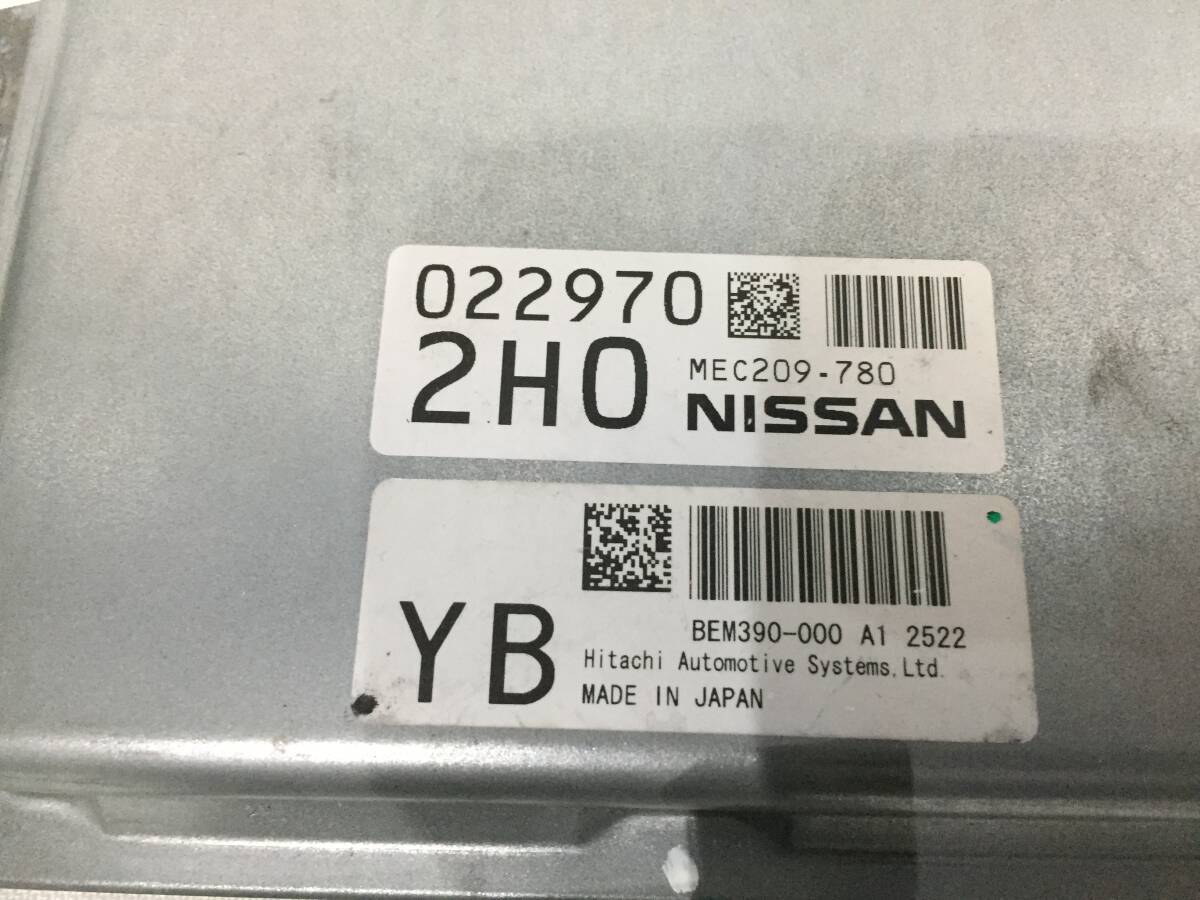 022970
2H0
MEC209-780
NISSAN
YB
BEM390-000 A1 2522
Hitachi Automotive Systems,Ltd.
MADE IN JAPAN